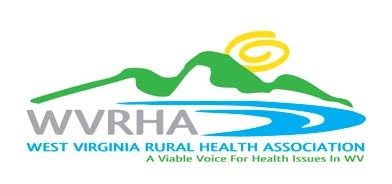 WVRHA
WEST VIRGINIA RURAL HEALTH ASSOCIATION
A Viable Voice For Health Issues In WV